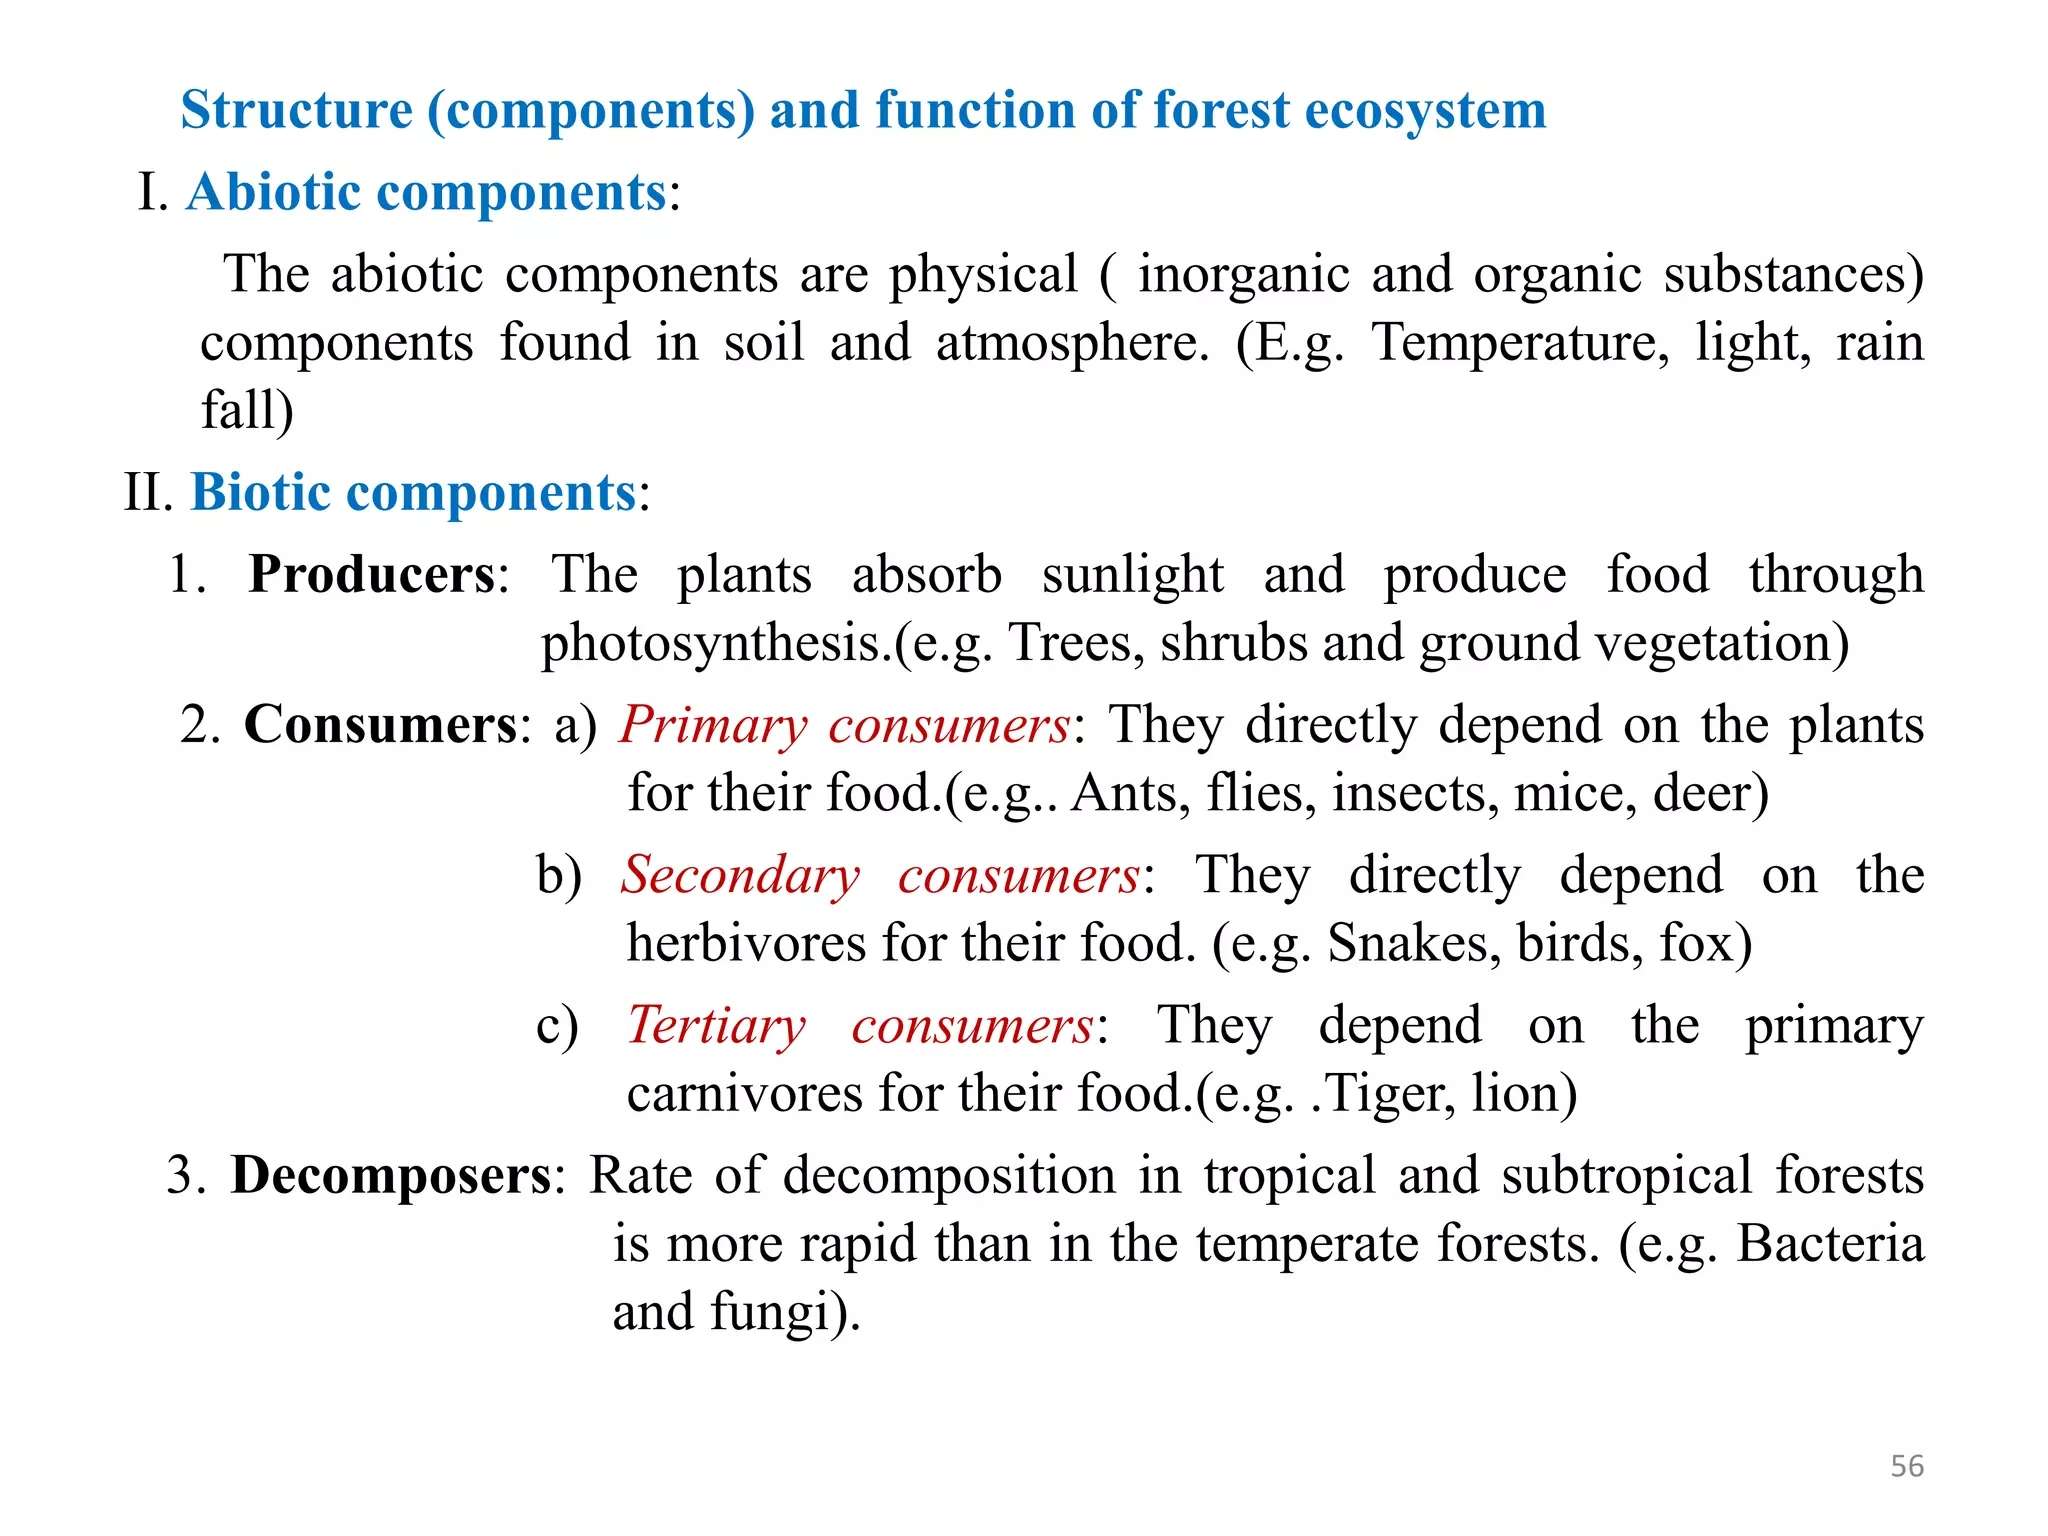 Structure (components) and function of forest ecosystem
I. Abiotic components:
The abiotic components are physical ( inorganic and organic substances)
components found in soil and atmosphere. (E.g. Temperature, light, rain
fall)
II. Biotic components:
1. Producers: The plants absorb sunlight and produce food through
photosynthesis.(e.g. Trees, shrubs and ground vegetation)
2. Consumers: a) Primary consumers: They directly depend on the plants
for their food.(e.g.. Ants, flies, insects, mice, deer)
b) Secondary consumers: They directly depend on the
herbivores for their food. (e.g. Snakes, birds, fox)
c) Tertiary consumers: They depend on the primary
carnivores for their food.(e.g. .Tiger, lion)
3. Decomposers: Rate of decomposition in tropical and subtropical forests
is more rapid than in the temperate forests. (e.g. Bacteria
and fungi).
56